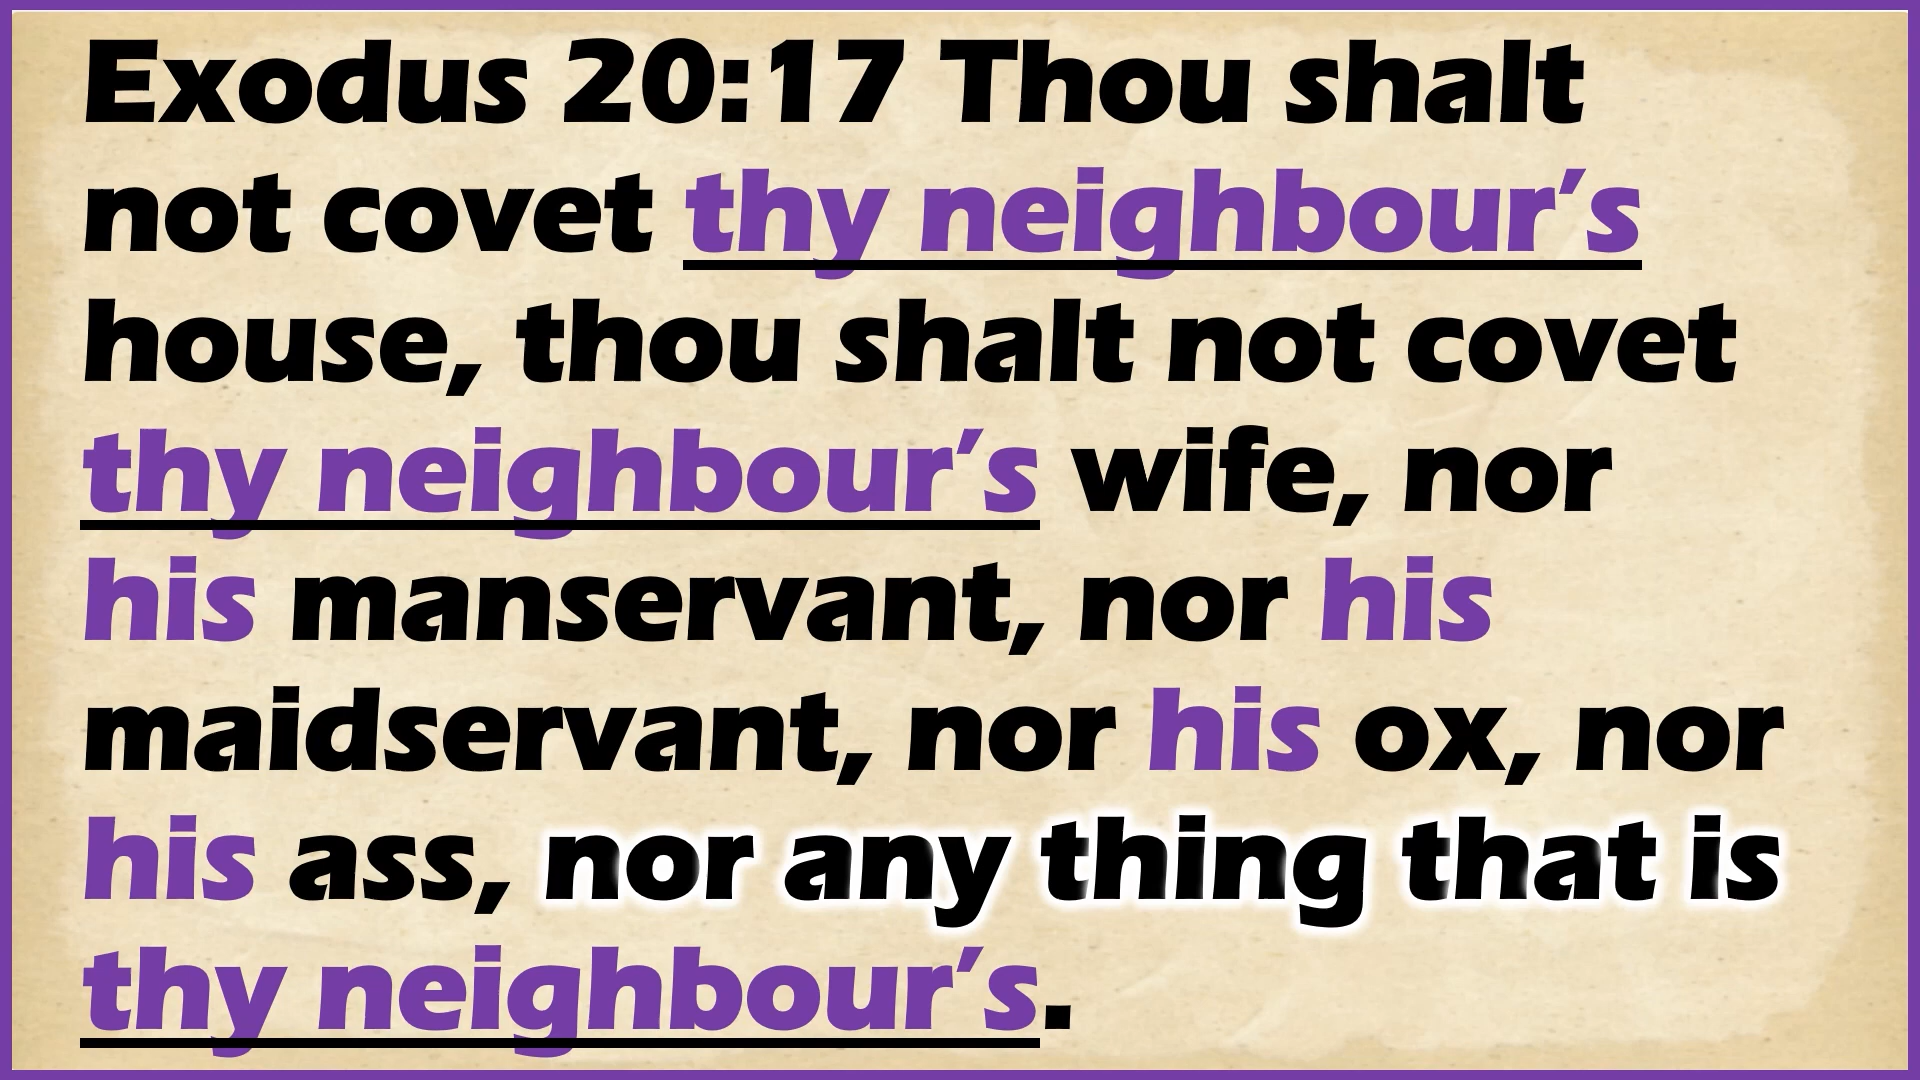 Exodus 20:17 Thou shalt
not covet thy neighbour’s
house, thou shalt not covet
thy neighbour’s wife, nor
his manservant, nor his
maidservant, nor his ox, nor
his ass, nor any thing that is
thy neighbour’s.